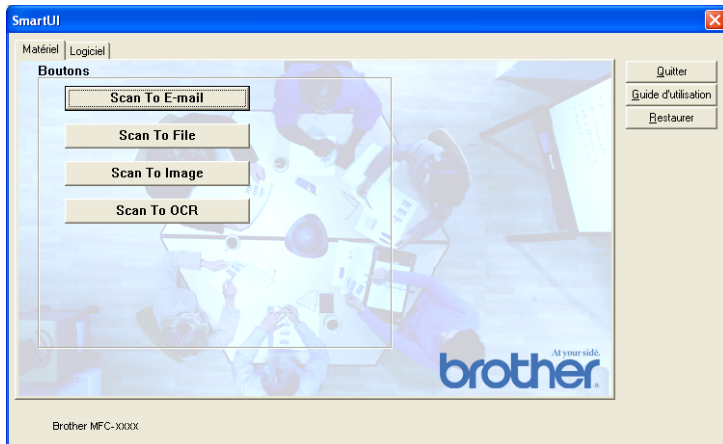 SmartUI
Matériel Logiciel
Boutons
Scan To E-mail
Scan To File
Scan To Image
Scan To OCR
Quitter
Guide d'utilisation
Restaurer
At your side.
brother
Brother MFC-xxxx